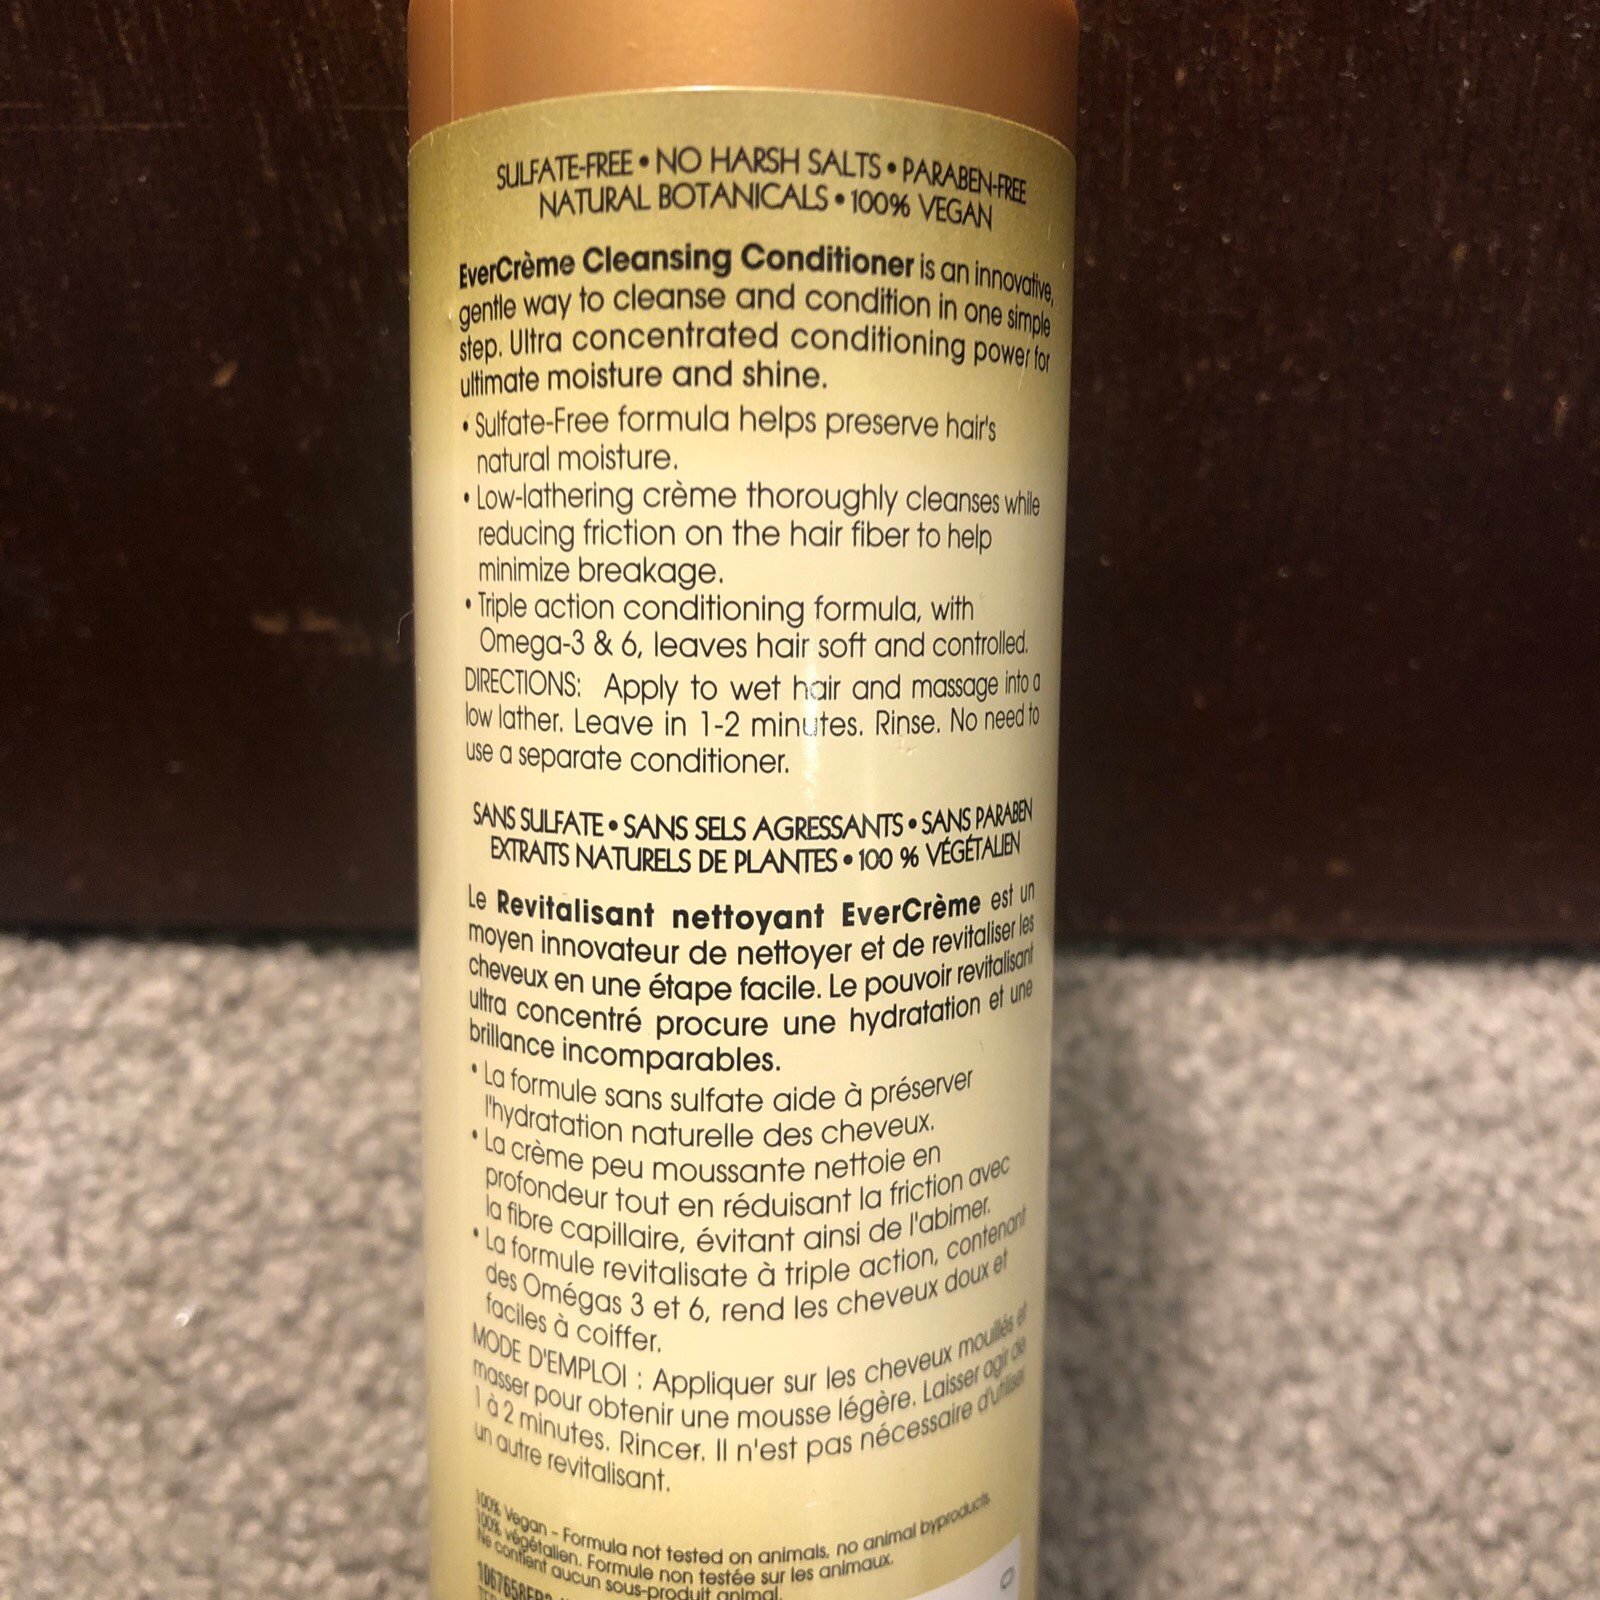 SULFATE-FREE • NO HARSH SALTS • PARABEN-FREE
NATURAL BOTANICALS • 100% VEGAN
EverCrème Cleansing Conditioner is an innovative,
gentle way to cleanse and condition in one simple
step. Ultra concentrated conditioning power for
ultimate moisture and shine.
• Sulfate-Free formula helps preserve hair's
natural moisture.
• Low-lathering crème thoroughly cleanses while
reducing friction on the hair fiber to help
minimize breakage.
• Triple action conditioning formula, with
Omega-3 & 6, leaves hair soft and controlled.
DIRECTIONS: Apply to wet hair and massage into a
low lather. Leave in 1-2 minutes. Rinse. No need to
use a separate conditioner.
SANS SULFATE • SANS SELS AGRESSANTS • SANS PARABEN
EXTRAITS NATURELS DE PLANTES • 100 % VÉGÉTALIEN
Le Revitalisant nettoyant EverCrème est un
moyen innovateur de nettoyer et de revitaliser les
cheveux en une étape facile. Le pouvoir revitalisant
ultra concentré procure une hydratation et une
brillance incomparables.
• La formule sans sulfate aide à préserver
l'hydratation naturelle des cheveux.
• La crème peu moussante nettoie en
profondeur tout en réduisant la friction avec
la fibre capillaire, évitant ainsi de l'abimer.
• La formule revitalisate à triple action, contenant
des Omégas 3 et 6, rend les cheveux doux et
faciles à coiffer.
MODE D'EMPLOI : Appliquer sur les cheveux mouillés et
masser pour obtenir une mousse légère. Laisser agir de
1 à 2 minutes. Rincer. Il n'est pas nécessaire d'utiliser
un autre revitalisant.
100% Vegan - Formula not tested on animals, no animal byproducts
100% végétalien. Formule non testée sur les animaux.
Ne contient aucun sous-produit animal.